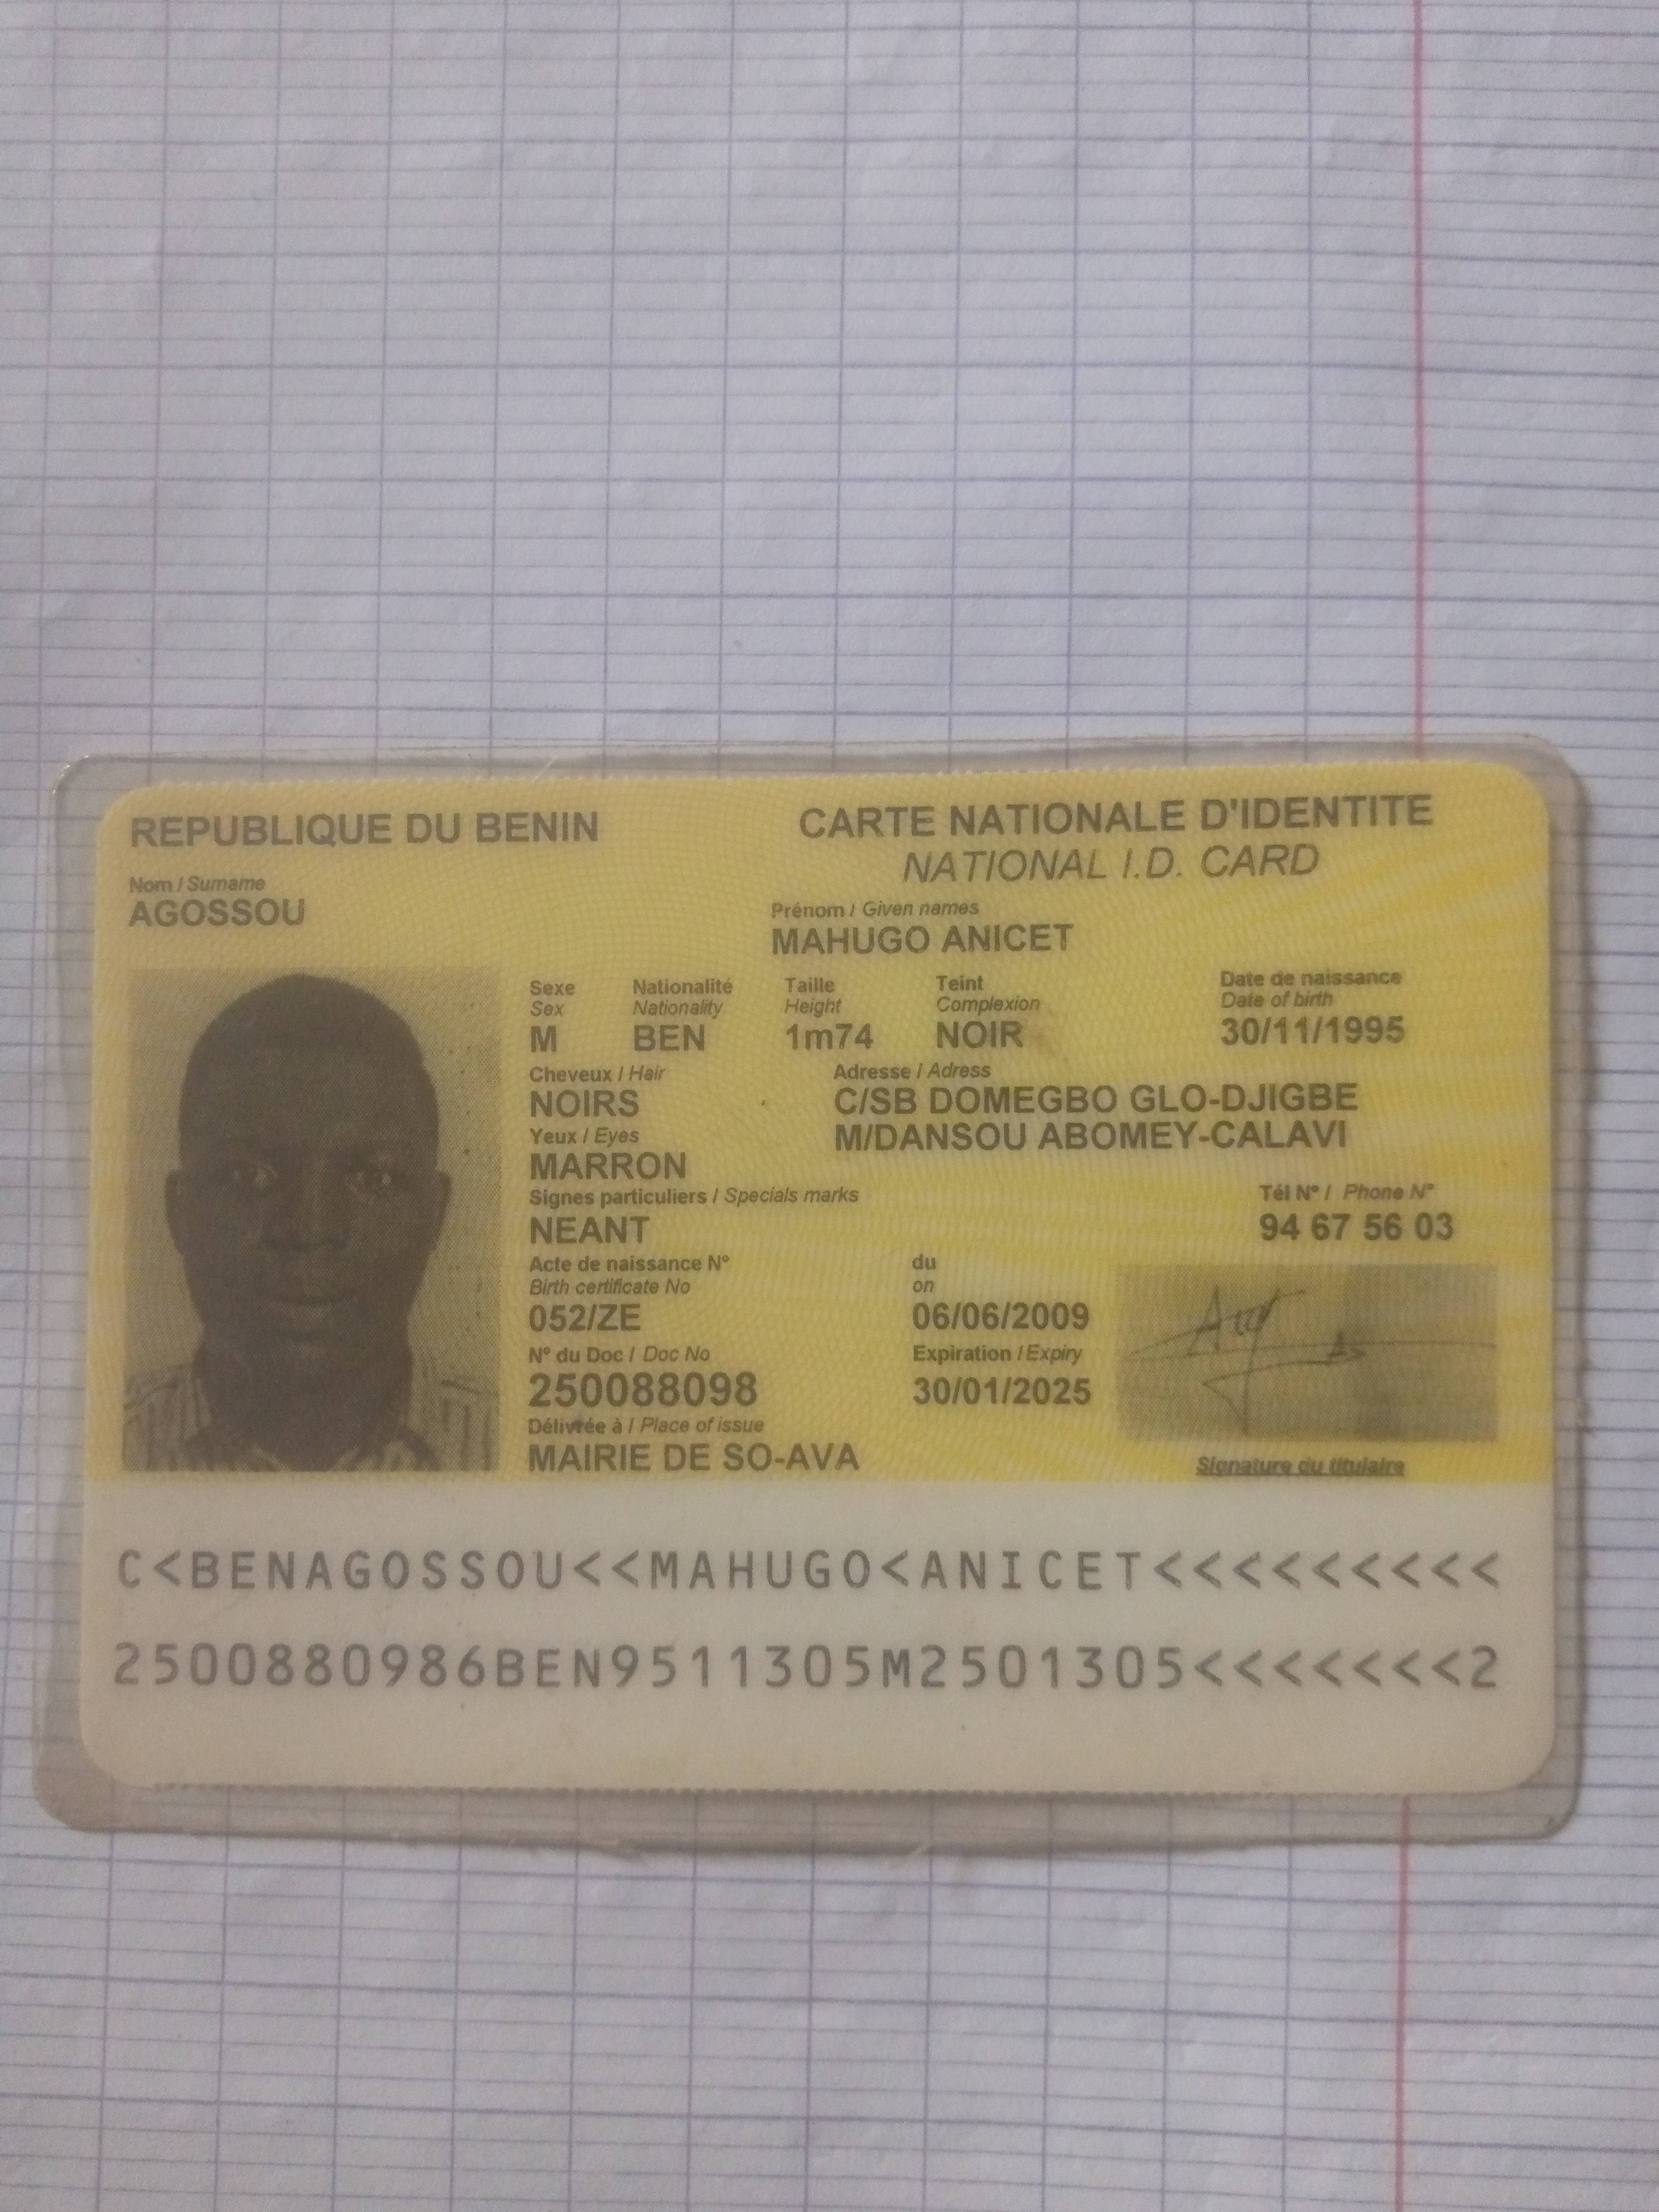 REPUBLIQUE DU BENIN
CARTE NATIONALE D'IDENTITE
NATIONAL I.D. CARD
Nom / Surname
AGOSSOU
Prénom / Given names
MAHUGO ANICET
Sexe Nationalité Taille Teint Date de naissance
Sex Nationality Height Complexion Date of birth
M BEN 1m74 NOIR 30/11/1995
Cheveux / Hair Adresse / Adress
NOIRS C/SB DOMEGBO GLO-DJIGBE
Yeux / Eyes M/DANSOU ABOMEY-CALAVI
MARRON
Signes particuliers / Specials marks Tél N° / Phone N°
NEANT 94 67 56 03
Acte de naissance N° du
Birth certificate No on
052/ZE 06/06/2009
N° du Doc / Doc No Expiration / Expiry
250088098 30/01/2025
Délivrée à / Place of issue
MAIRIE DE SO-AVA
Signature du titulaire
C<BENAGOSSOU<<MAHUGO<ANICET<<<<<<<<<
2500880986BEN9511305M2501305<<<<<<<2